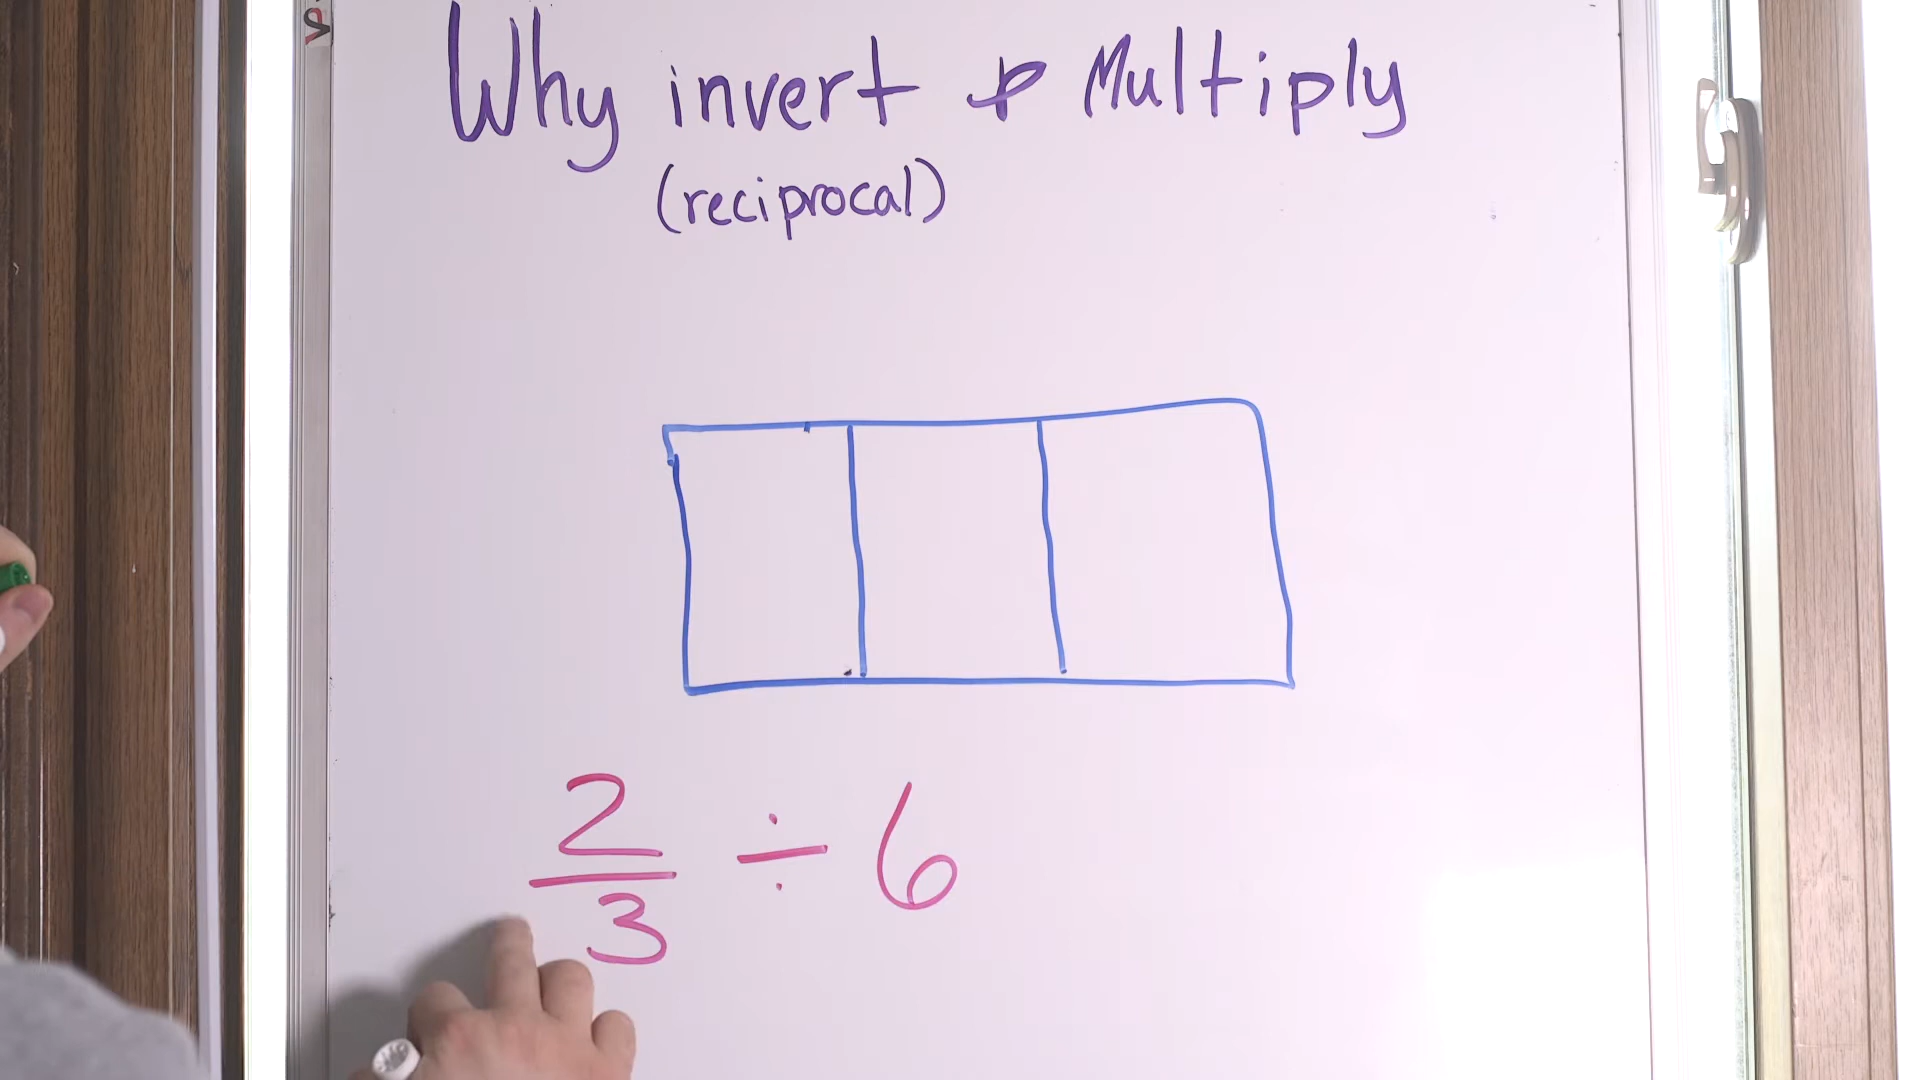 Why invert & Multiply
(reciprocal)
2/3 ÷ 6